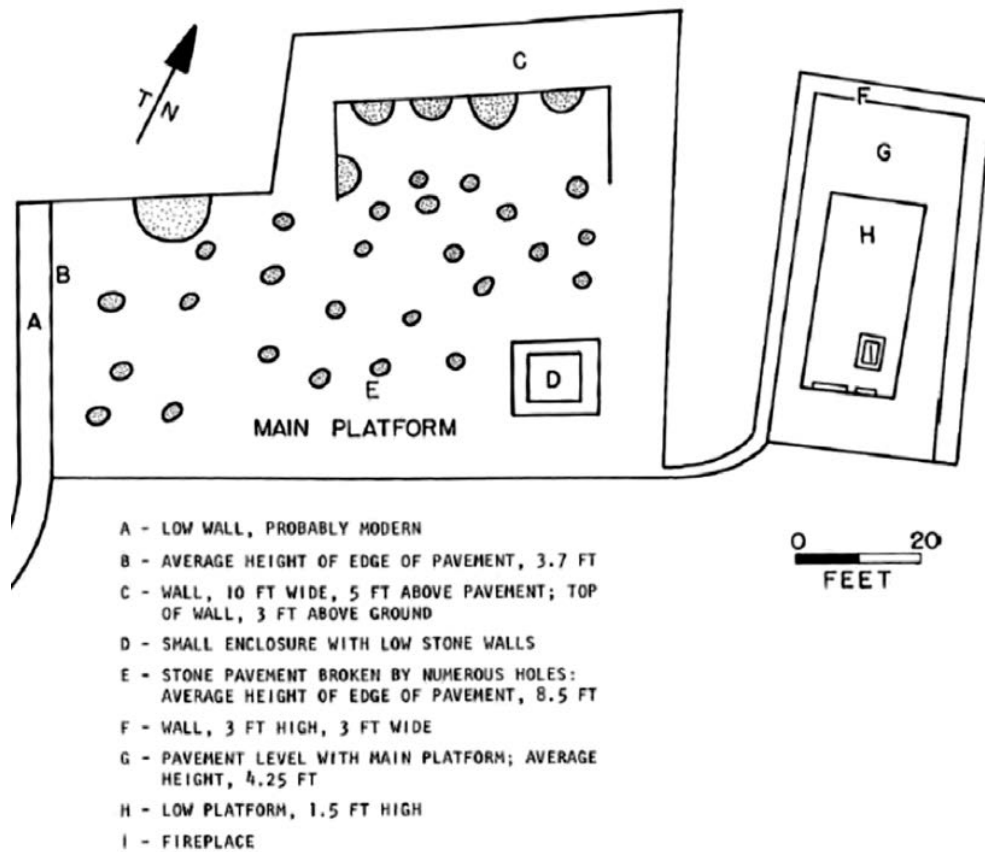 C
T N
F
G
H
B
A
I
D
E
MAIN PLATFORM
A - LOW WALL, PROBABLY MODERN
B - AVERAGE HEIGHT OF EDGE OF PAVEMENT, 3.7 FT
C - WALL, 10 FT WIDE, 5 FT ABOVE PAVEMENT; TOP
OF WALL, 3 FT ABOVE GROUND
D - SMALL ENCLOSURE WITH LOW STONE WALLS
E - STONE PAVEMENT BROKEN BY NUMEROUS HOLES:
AVERAGE HEIGHT OF EDGE OF PAVEMENT, 8.5 FT
F - WALL, 3 FT HIGH, 3 FT WIDE
G - PAVEMENT LEVEL WITH MAIN PLATFORM; AVERAGE
HEIGHT, 4.25 FT
H - LOW PLATFORM, 1.5 FT HIGH
I - FIREPLACE
0 20
FEET